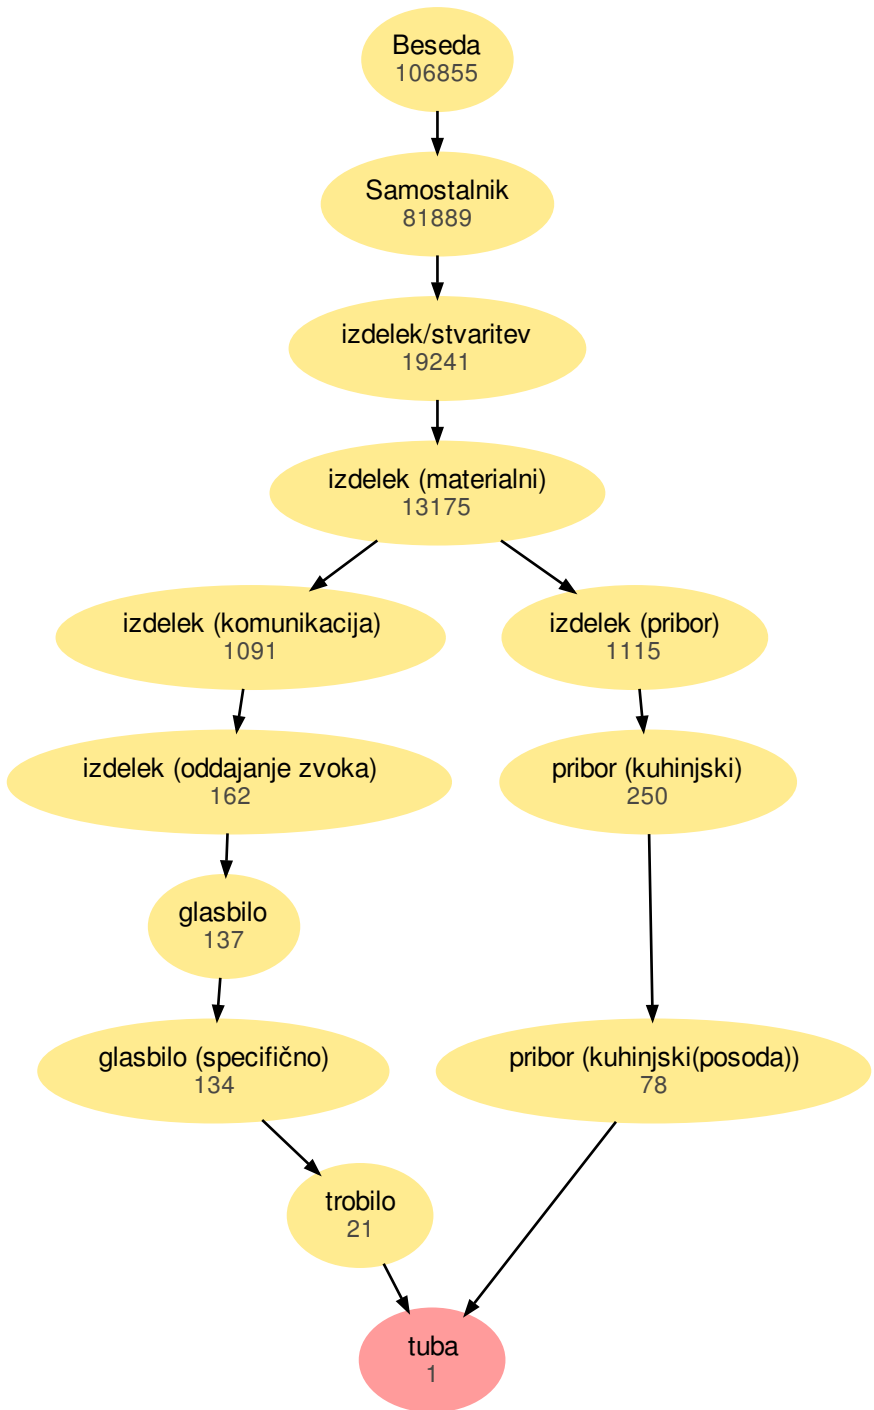 Beseda
106855
Samostalnik
81889
izdelek/stvaritev
19241
izdelek (materialni)
13175
izdelek (komunikacija)
1091
izdelek (pribor)
1115
izdelek (oddajanje zvoka)
162
pribor (kuhinjski)
250
glasbilo
137
glasbilo (specifično)
134
pribor (kuhinjski(posoda))
78
trobilo
21
tuba
1